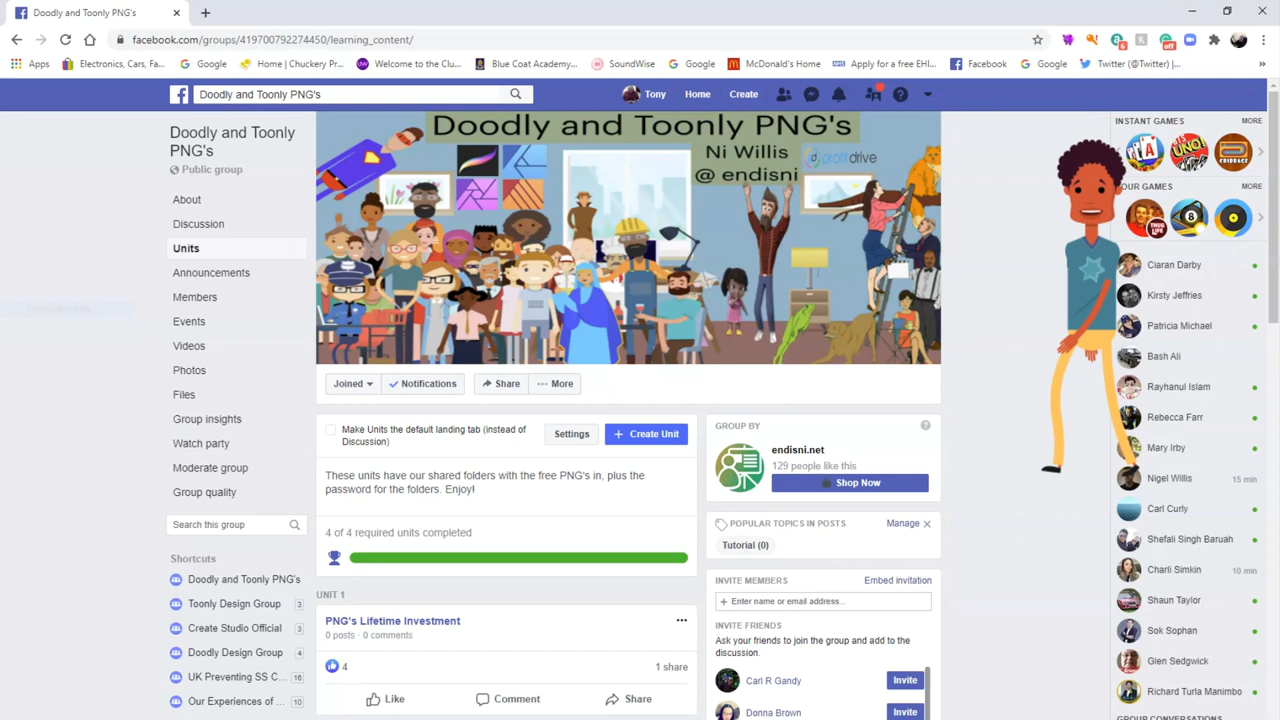 Doodly and Toonly PNG's
facebook.com/groups/419700792274450/learning_content/
Apps
Electronics, Cars, Fa...
Google
Home | Chuckery Pr...
Welcome to the Clu...
Blue Coat Academy...
SoundWise
Google
McDonald's Home
Apply for a free EHI...
Facebook
Google
Twitter (@Twitter) |...
Doodly and Toonly PNG's
Tony
Home
Create
Doodly and Toonly PNG's
Public group
About
Discussion
Units
Announcements
Members
Events
Videos
Photos
Files
Group insights
Watch party
Moderate group
Group quality
Search this group
Shortcuts
Doodly and Toonly PNG's
Toonly Design Group 3
Create Studio Official 3
Doodly Design Group 4
UK Preventing SS C... 16
Our Experiences of ... 10
Doodly and Toonly PNG's
Ni Willis
@ endisni
profitdrive
Joined
Notifications
Share
More
Make Units the default landing tab (instead of
Discussion)
Settings
Create Unit
These units have our shared folders with the free PNG's in, plus the
password for the folders. Enjoy!
4 of 4 required units completed
UNIT 1
PNG's Lifetime Investment
0 posts · 0 comments
4
1 share
Like
Comment
Share
GROUP BY
endisni.net
129 people like this
Shop Now
POPULAR TOPICS IN POSTS
Manage
Tutorial (0)
INVITE MEMBERS
Embed invitation
Enter name or email address...
INVITE FRIENDS
Ask your friends to join the group and add to the
discussion.
Carl R Gandy
Invite
Donna Brown
Invite
INSTANT GAMES
MORE
OUR GAMES
MORE
Ciaran Darby
Kirsty Jeffries
Patricia Michael
Bash Ali
Rayhanul Islam
Rebecca Farr
Mary Irby
Nigel Willis 15 min
Carl Curly
Shefali Singh Baruah
Charli Simkin 10 min
Shaun Taylor
Sok Sophan
Glen Sedgwick
Richard Turla Manimbo
GROUP CONVERSATIONS